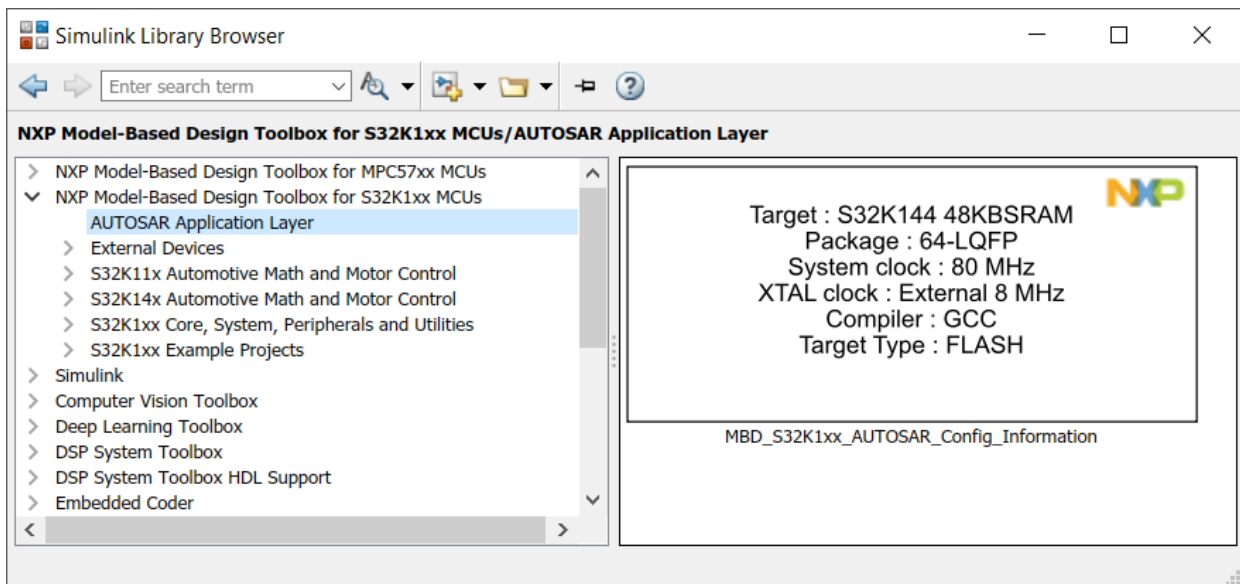 Simulink Library Browser
Enter search term
NXP Model-Based Design Toolbox for S32K1xx MCUs/AUTOSAR Application Layer
NXP Model-Based Design Toolbox for MPC57xx MCUs
NXP Model-Based Design Toolbox for S32K1xx MCUs
AUTOSAR Application Layer
External Devices
S32K11x Automotive Math and Motor Control
S32K14x Automotive Math and Motor Control
S32K1xx Core, System, Peripherals and Utilities
S32K1xx Example Projects
Simulink
Computer Vision Toolbox
Deep Learning Toolbox
DSP System Toolbox
DSP System Toolbox HDL Support
Embedded Coder
NXP
Target : S32K144 48KBSRAM
Package : 64-LQFP
System clock : 80 MHz
XTAL clock : External 8 MHz
Compiler : GCC
Target Type : FLASH
MBD_S32K1xx_AUTOSAR_Config_Information